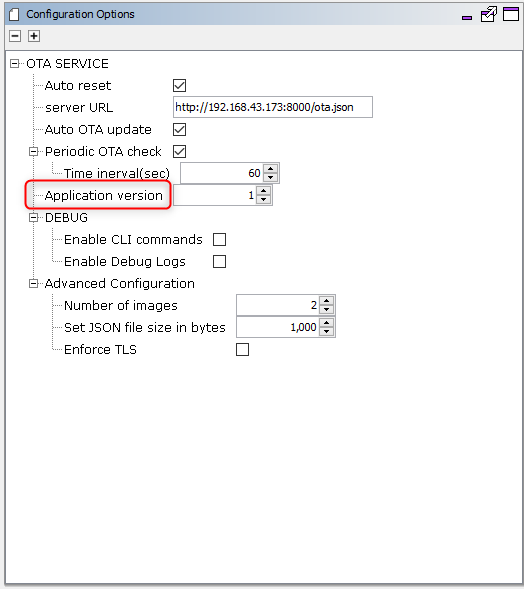 Configuration Options
OTA SERVICE
Auto reset
server URL http://192.168.43.173:8000/ota.json
Auto OTA update
Periodic OTA check
Time inerval(sec) 60
Application version 1
DEBUG
Enable CLI commands
Enable Debug Logs
Advanced Configuration
Number of images 2
Set JSON file size in bytes 1,000
Enforce TLS